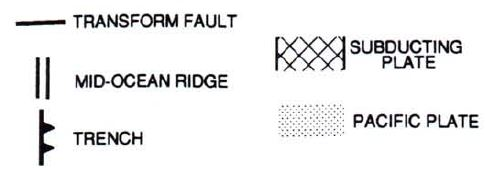 TRANSFORM FAULT
MID-OCEAN RIDGE
TRENCH
SUBDUCTING
PLATE
PACIFIC PLATE